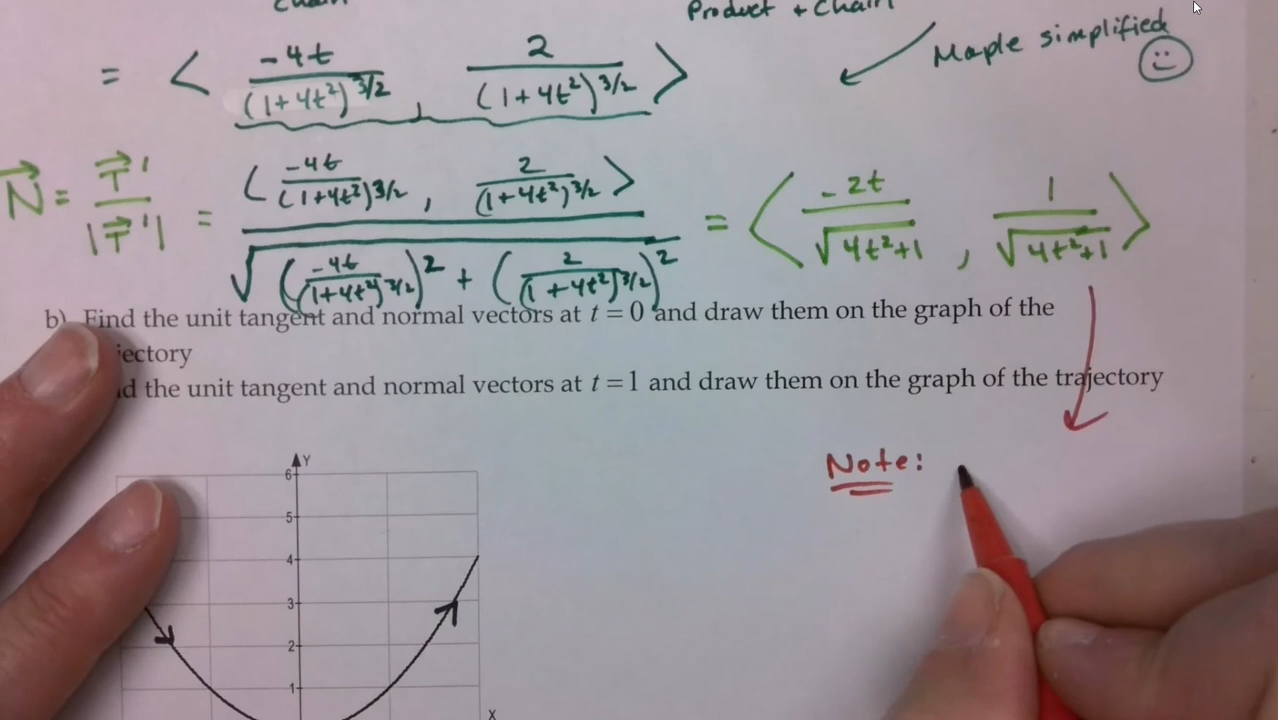 Chain Product + Chain
= < -4t / (1+4t²)^3/2 , 2 / (1+4t²)^3/2 >
Maple simplified
N⃗ = T⃗' / |T⃗'| = < -4t / (1+4t²)^3/2 , 2 / (1+4t²)^3/2 > / √( (-4t / (1+4t²)^3/2)² + (2 / (1+4t²)^3/2)² ) = < -2t / √4t²+1 , 1 / √4t²+1 >
b) Find the unit tangent and normal vectors at t = 0 and draw them on the graph of the
jectory
d the unit tangent and normal vectors at t = 1 and draw them on the graph of the trajectory
Note:
Y
6
5
4
3
2
1
X